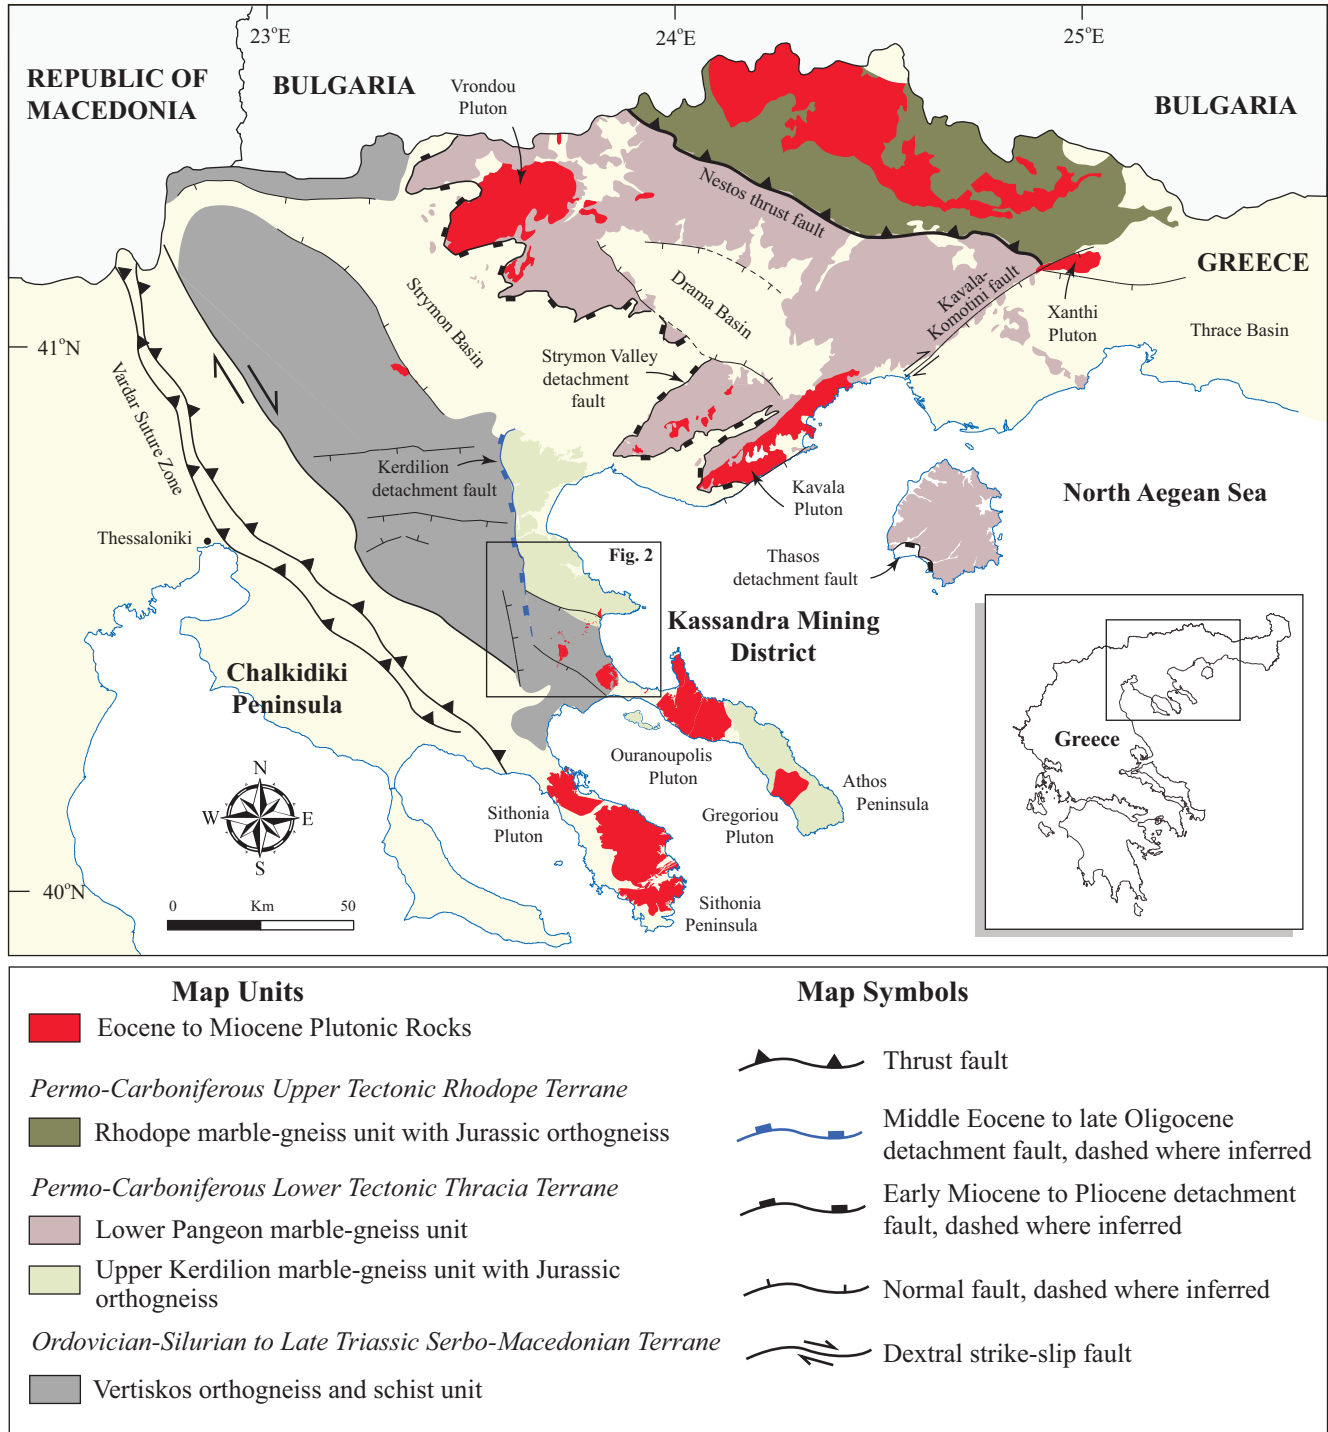 23°E
24°E
25°E
REPUBLIC OF
MACEDONIA
BULGARIA
Vrondou
Pluton
BULGARIA
Nestos thrust fault
GREECE
Kavala-
Komotini fault
Xanthi
Pluton
Thrace Basin
Drama Basin
Strymon Basin
41°N
Strymon Valley
detachment
fault
Vardar Suture Zone
Kerdilion
detachment fault
Kavala
Pluton
North Aegean Sea
Thessaloniki
Fig. 2
Thasos
detachment fault
Kassandra Mining
District
Chalkidiki
Peninsula
Greece
Ouranoupolis
Pluton
Athos
Peninsula
Gregoriou
Pluton
Sithonia
Pluton
N
W
E
S
40°N
0
Km
50
Sithonia
Peninsula
Map Units
Eocene to Miocene Plutonic Rocks
Permo-Carboniferous Upper Tectonic Rhodope Terrane
Rhodope marble-gneiss unit with Jurassic orthogneiss
Permo-Carboniferous Lower Tectonic Thracia Terrane
Lower Pangeon marble-gneiss unit
Upper Kerdilion marble-gneiss unit with Jurassic
orthogneiss
Ordovician-Silurian to Late Triassic Serbo-Macedonian Terrane
Vertiskos orthogneiss and schist unit
Map Symbols
Thrust fault
Middle Eocene to late Oligocene
detachment fault, dashed where inferred
Early Miocene to Pliocene detachment
fault, dashed where inferred
Normal fault, dashed where inferred
Dextral strike-slip fault